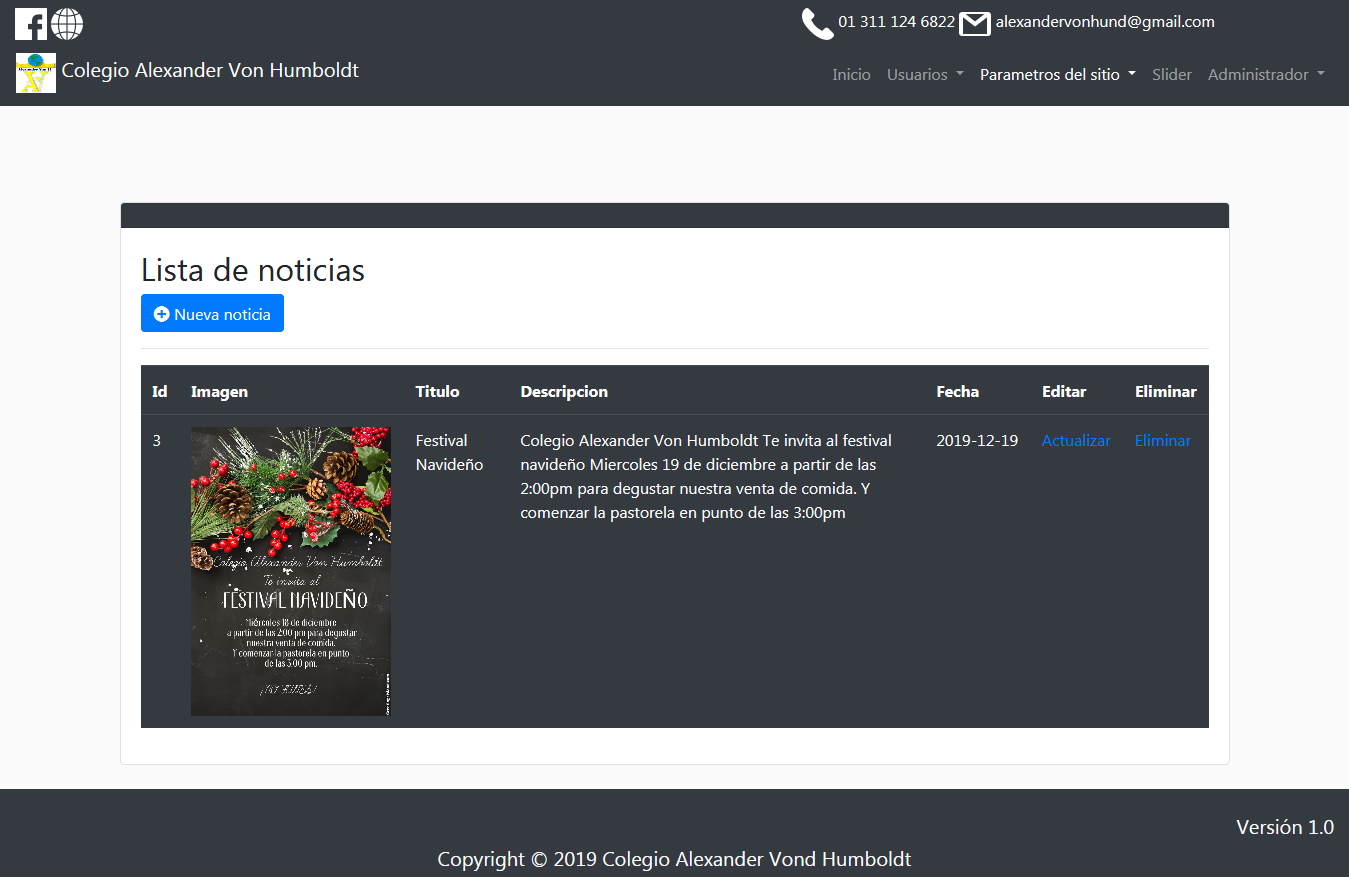 01 311 124 6822 alexandervonhund@gmail.com
Colegio Alexander Von Humboldt
Inicio Usuarios Parametros del sitio Slider Administrador
Lista de noticias
Nueva noticia
Id Imagen Titulo Descripcion Fecha Editar Eliminar
3
Colegio Alexander Von Humboldt
Te invita al
FESTIVAL NAVIDEÑO
Miércoles 18 de diciembre
a partir de las 2:00 pm para degustar
nuestra venta de comida.
Y comenzar la pastorela en punto
de las 3:00 pm.
Festival
Navideño
Colegio Alexander Von Humboldt Te invita al festival
navideño Miercoles 19 de diciembre a partir de las
2:00pm para degustar nuestra venta de comida. Y
comenzar la pastorela en punto de las 3:00pm
2019-12-19
Actualizar
Eliminar
Versión 1.0
Copyright © 2019 Colegio Alexander Vond Humboldt